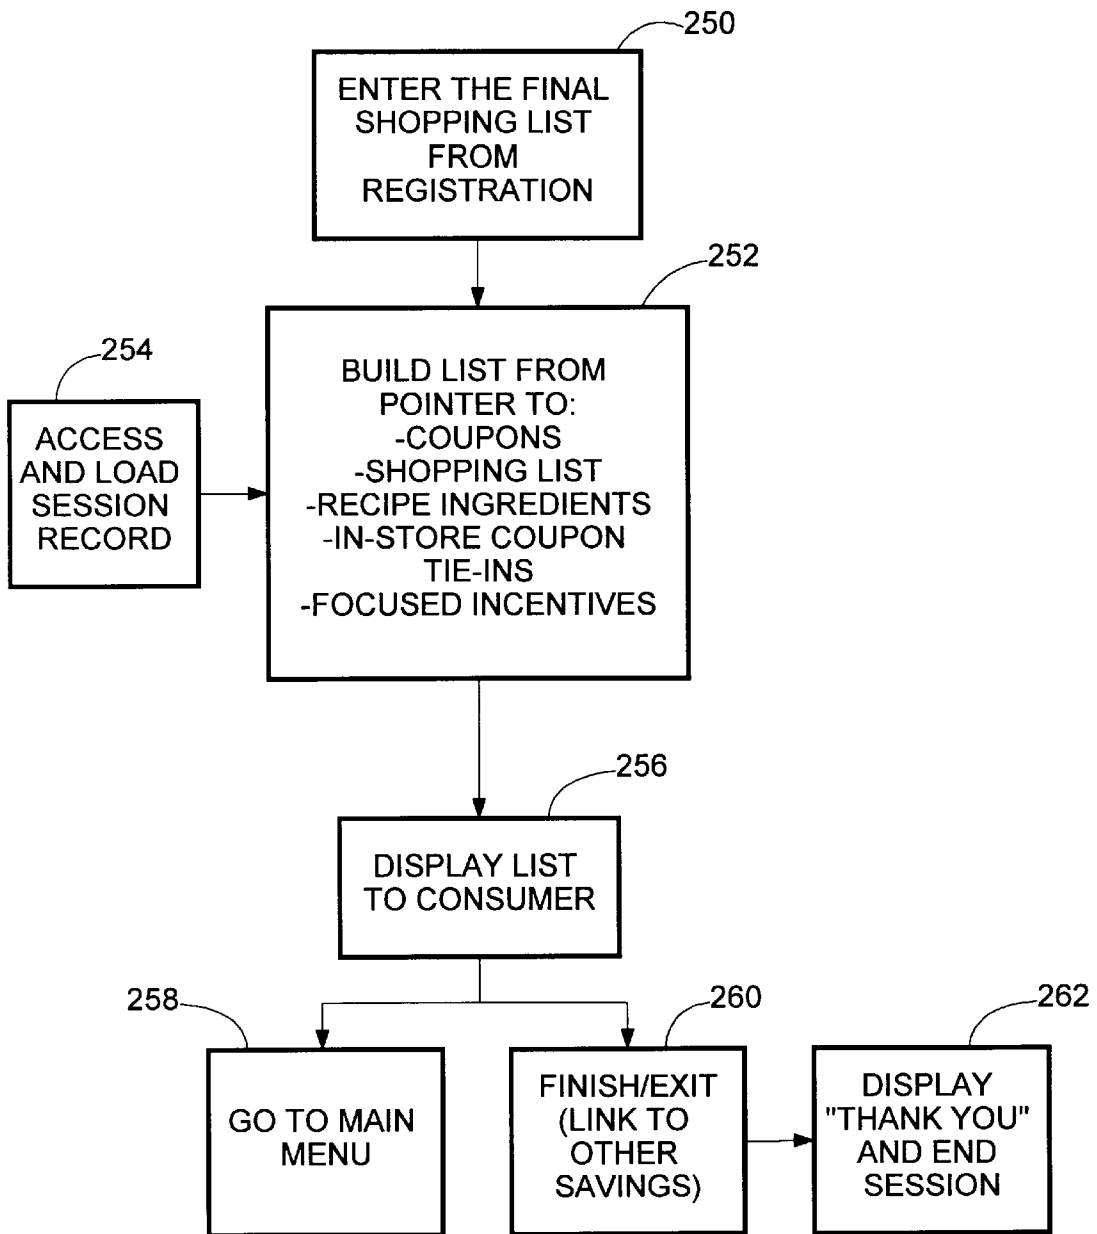 250
ENTER THE FINAL
SHOPPING LIST
FROM
REGISTRATION
252
254
BUILD LIST FROM
POINTER TO:
-COUPONS
-SHOPPING LIST
-RECIPE INGREDIENTS
-IN-STORE COUPON
TIE-INS
-FOCUSED INCENTIVES
ACCESS
AND LOAD
SESSION
RECORD
256
DISPLAY LIST
TO CONSUMER
258
260
262
GO TO MAIN
MENU
FINISH/EXIT
(LINK TO
OTHER
SAVINGS)
DISPLAY
"THANK YOU"
AND END
SESSION